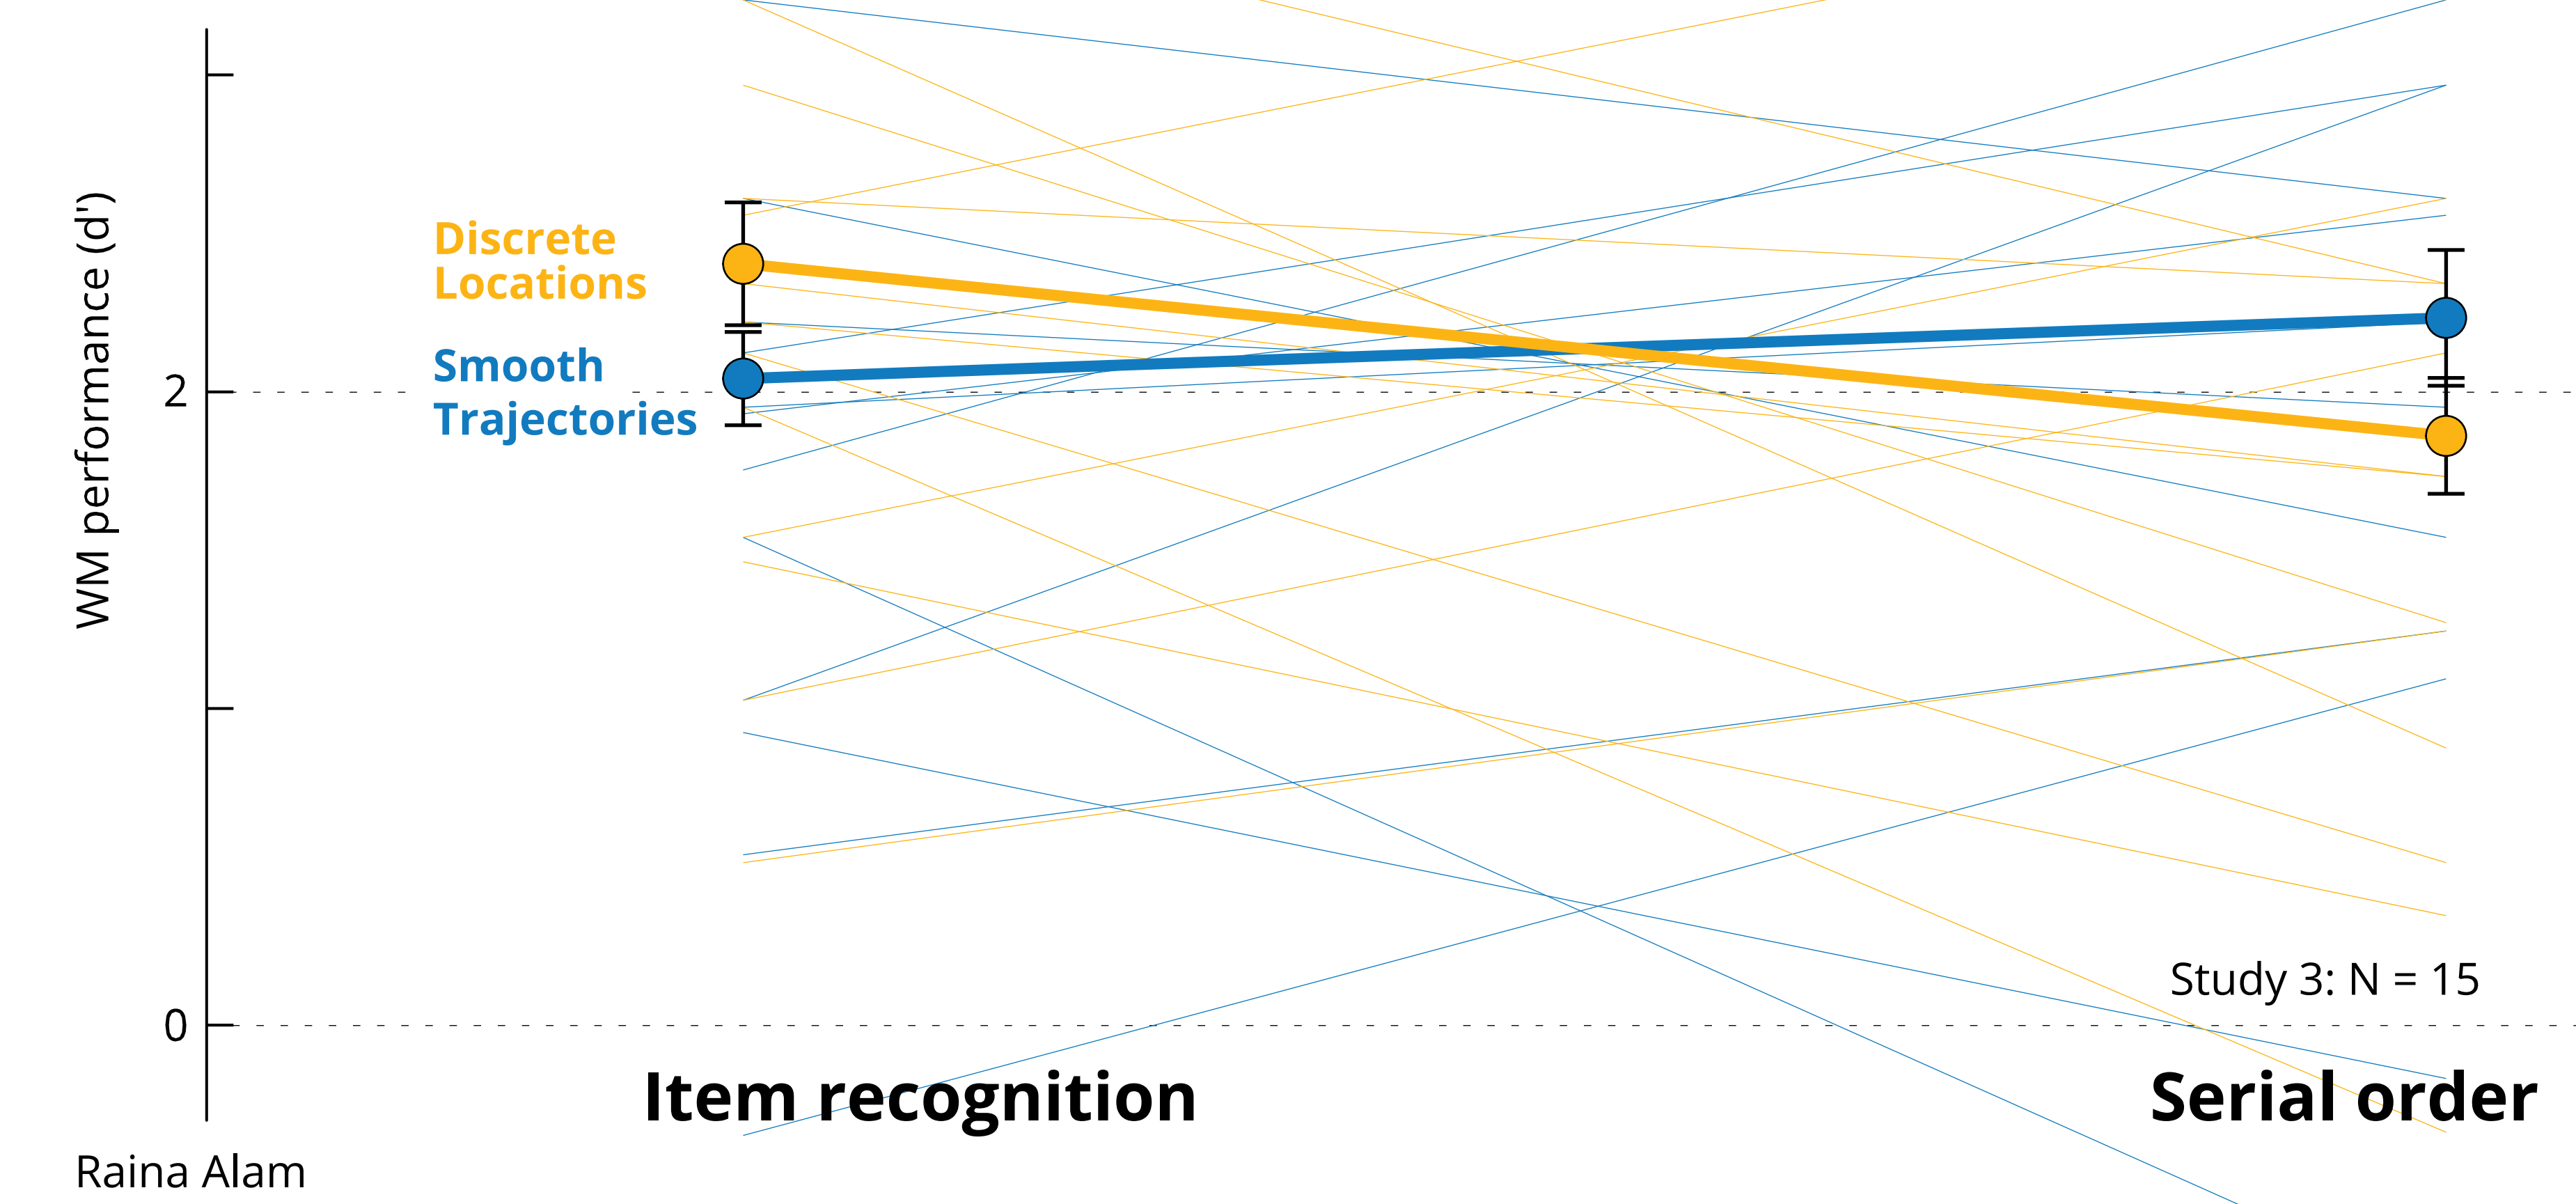 WM performance (d')
Discrete
Locations
Smooth
Trajectories
2
0
Study 3: N = 15
Item recognition
Serial order
Raina Alam